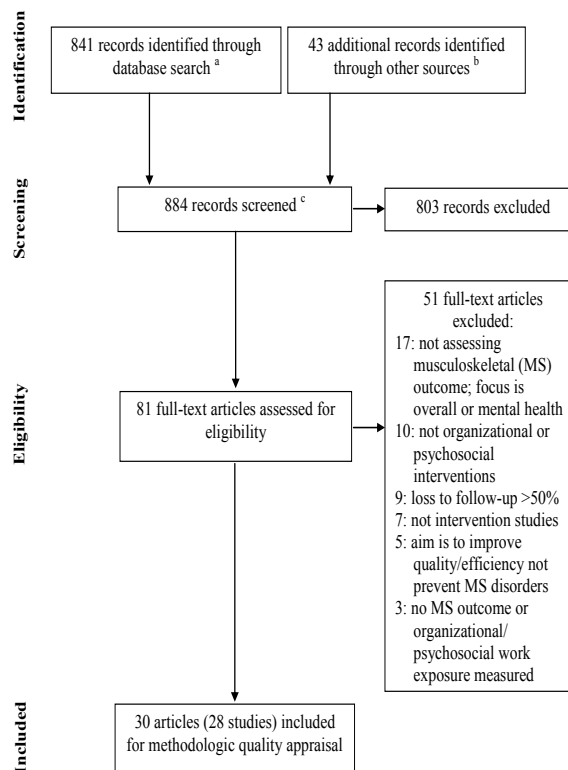 Identification
841 records identified through
database search a
43 additional records identified
through other sources b
Screening
884 records screened c
803 records excluded
Eligibility
81 full-text articles assessed for
eligibility
51 full-text articles
excluded:
17: not assessing
musculoskeletal (MS)
outcome; focus is
overall or mental health
10: not organizational or
psychosocial
interventions
9: loss to follow-up >50%
7: not intervention studies
5: aim is to improve
quality/efficiency not
prevent MS disorders
3: no MS outcome or
organizational/
psychosocial work
exposure measured
Included
30 articles (28 studies) included
for methodologic quality appraisal